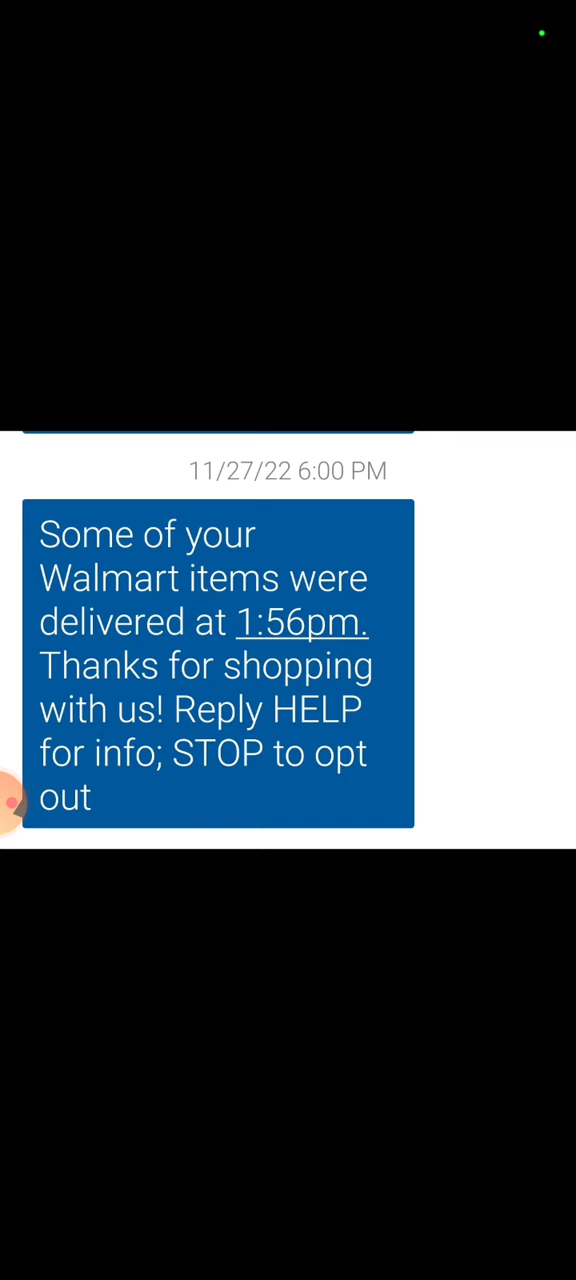 11/27/22 6:00 PM
Some of your
Walmart items were
delivered at 1:56pm.
Thanks for shopping
with us! Reply HELP
for info; STOP to opt
out